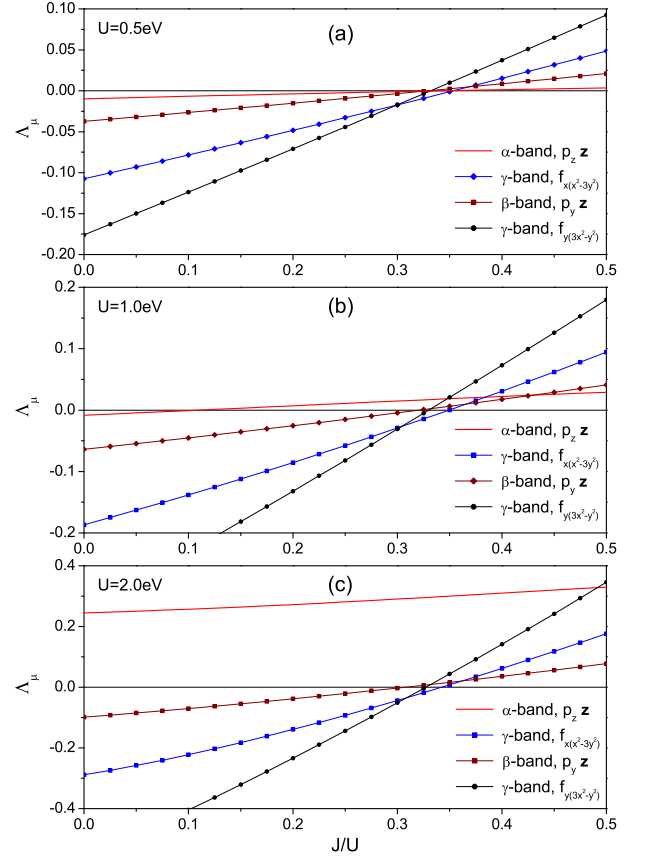 U=0.5eV
(a)
0.10
0.05
0.00
-0.05
-0.10
-0.15
-0.20
Λμ
α-band, pz z
γ-band, fx(x²-3y²)
β-band, py z
γ-band, fy(3x²-y²)
0.0 0.1 0.2 0.3 0.4 0.5
U=1.0eV
(b)
0.2
0.1
0.0
-0.1
-0.2
Λμ
α-band, pz z
γ-band, fx(x²-3y²)
β-band, py z
γ-band, fy(3x²-y²)
0.0 0.1 0.2 0.3 0.4 0.5
U=2.0eV
(c)
0.4
0.2
0.0
-0.2
-0.4
Λμ
α-band, pz z
γ-band, fx(x²-3y²)
β-band, py z
γ-band, fy(3x²-y²)
0.0 0.1 0.2 0.3 0.4 0.5
J/U